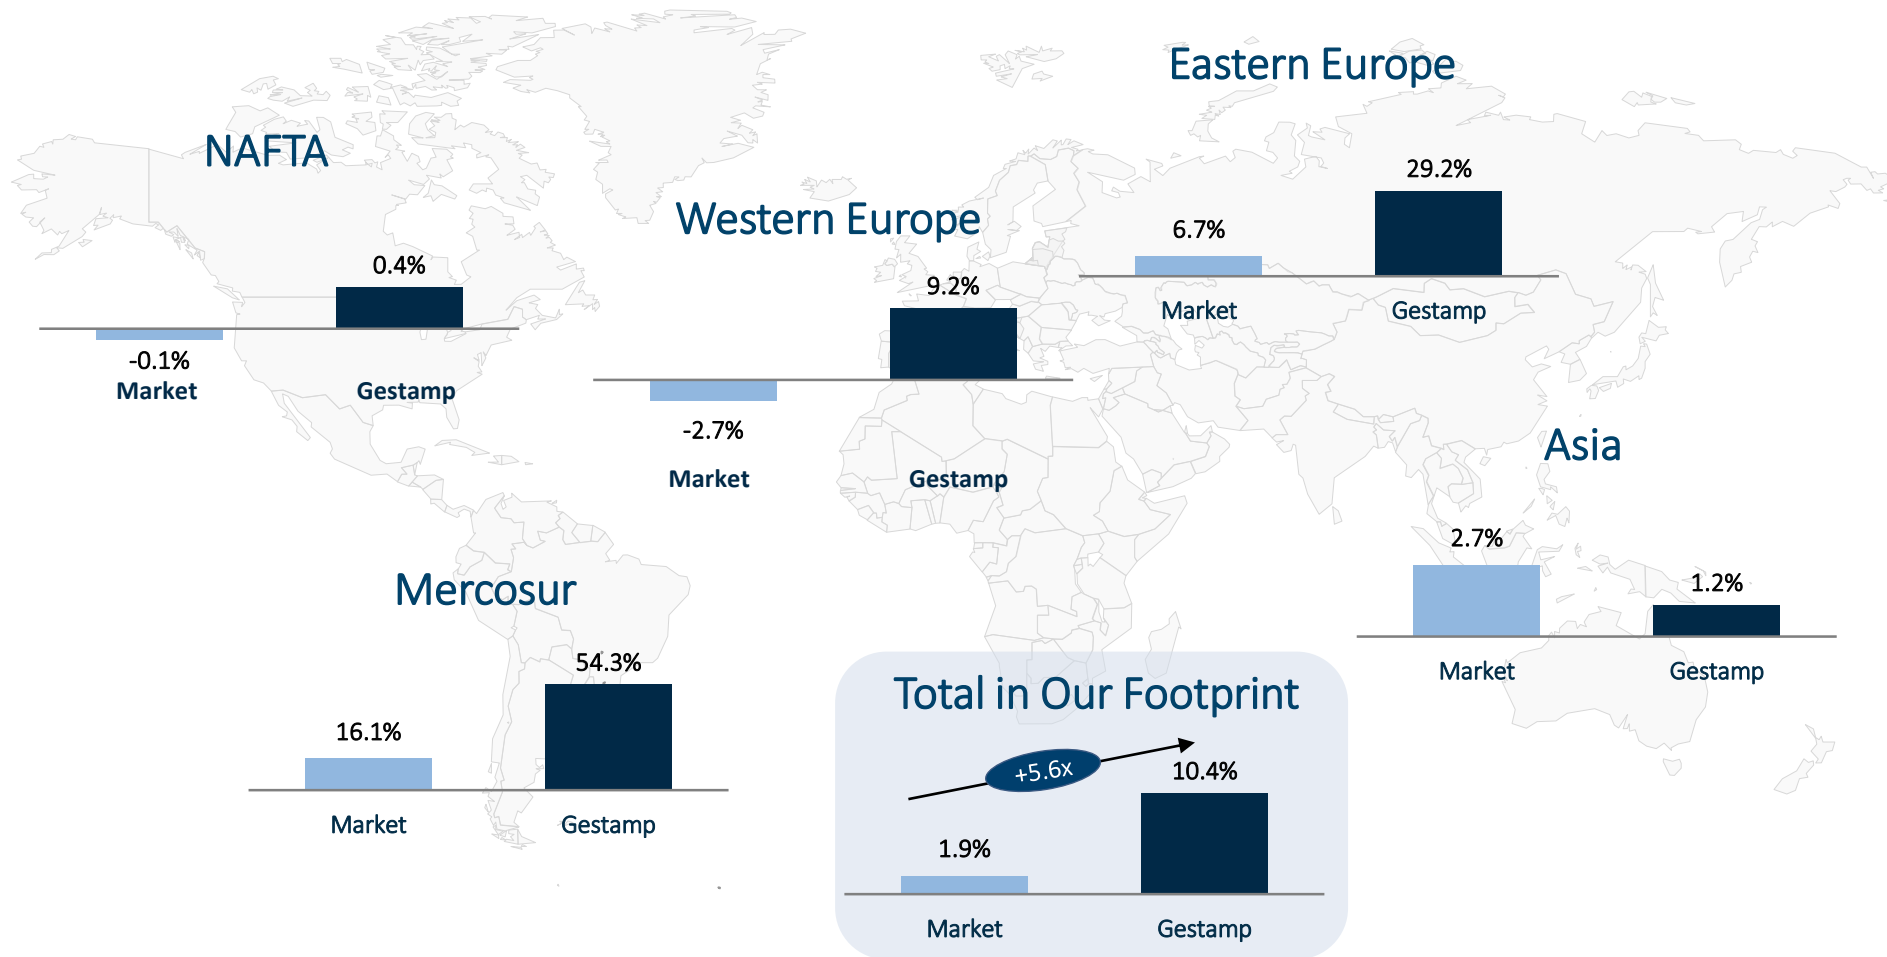 Eastern Europe
29.2%
6.7%
Market
Gestamp
NAFTA
0.4%
-0.1%
Market
Gestamp
Western Europe
9.2%
-2.7%
Market
Gestamp
Asia
2.7%
1.2%
Market
Gestamp
Mercosur
54.3%
16.1%
Market
Gestamp
Total in Our Footprint
+5.6x
10.4%
1.9%
Market
Gestamp